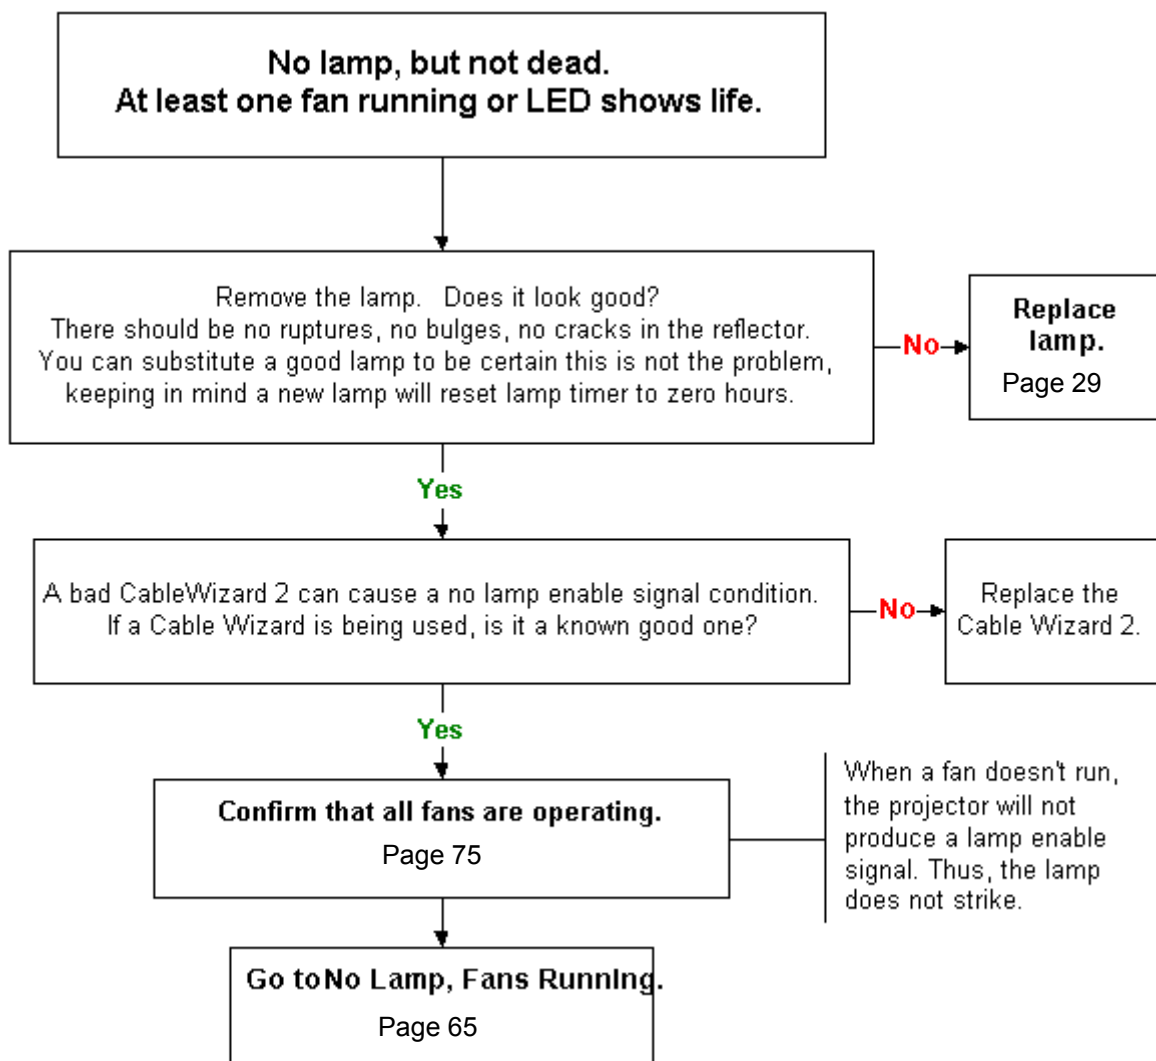 No lamp, but not dead.
At least one fan running or LED shows life.
Remove the lamp. Does it look good?
There should be no ruptures, no bulges, no cracks in the reflector.
You can substitute a good lamp to be certain this is not the problem,
keeping in mind a new lamp will reset lamp timer to zero hours.
No
Replace
lamp.
Page 29
Yes
A bad CableWizard 2 can cause a no lamp enable signal condition.
If a Cable Wizard is being used, is it a known good one?
No
Replace the
Cable Wizard 2.
Yes
Confirm that all fans are operating.
Page 75
When a fan doesn't run,
the projector will not
produce a lamp enable
signal. Thus, the lamp
does not strike.
Go to No Lamp, Fans Running.
Page 65